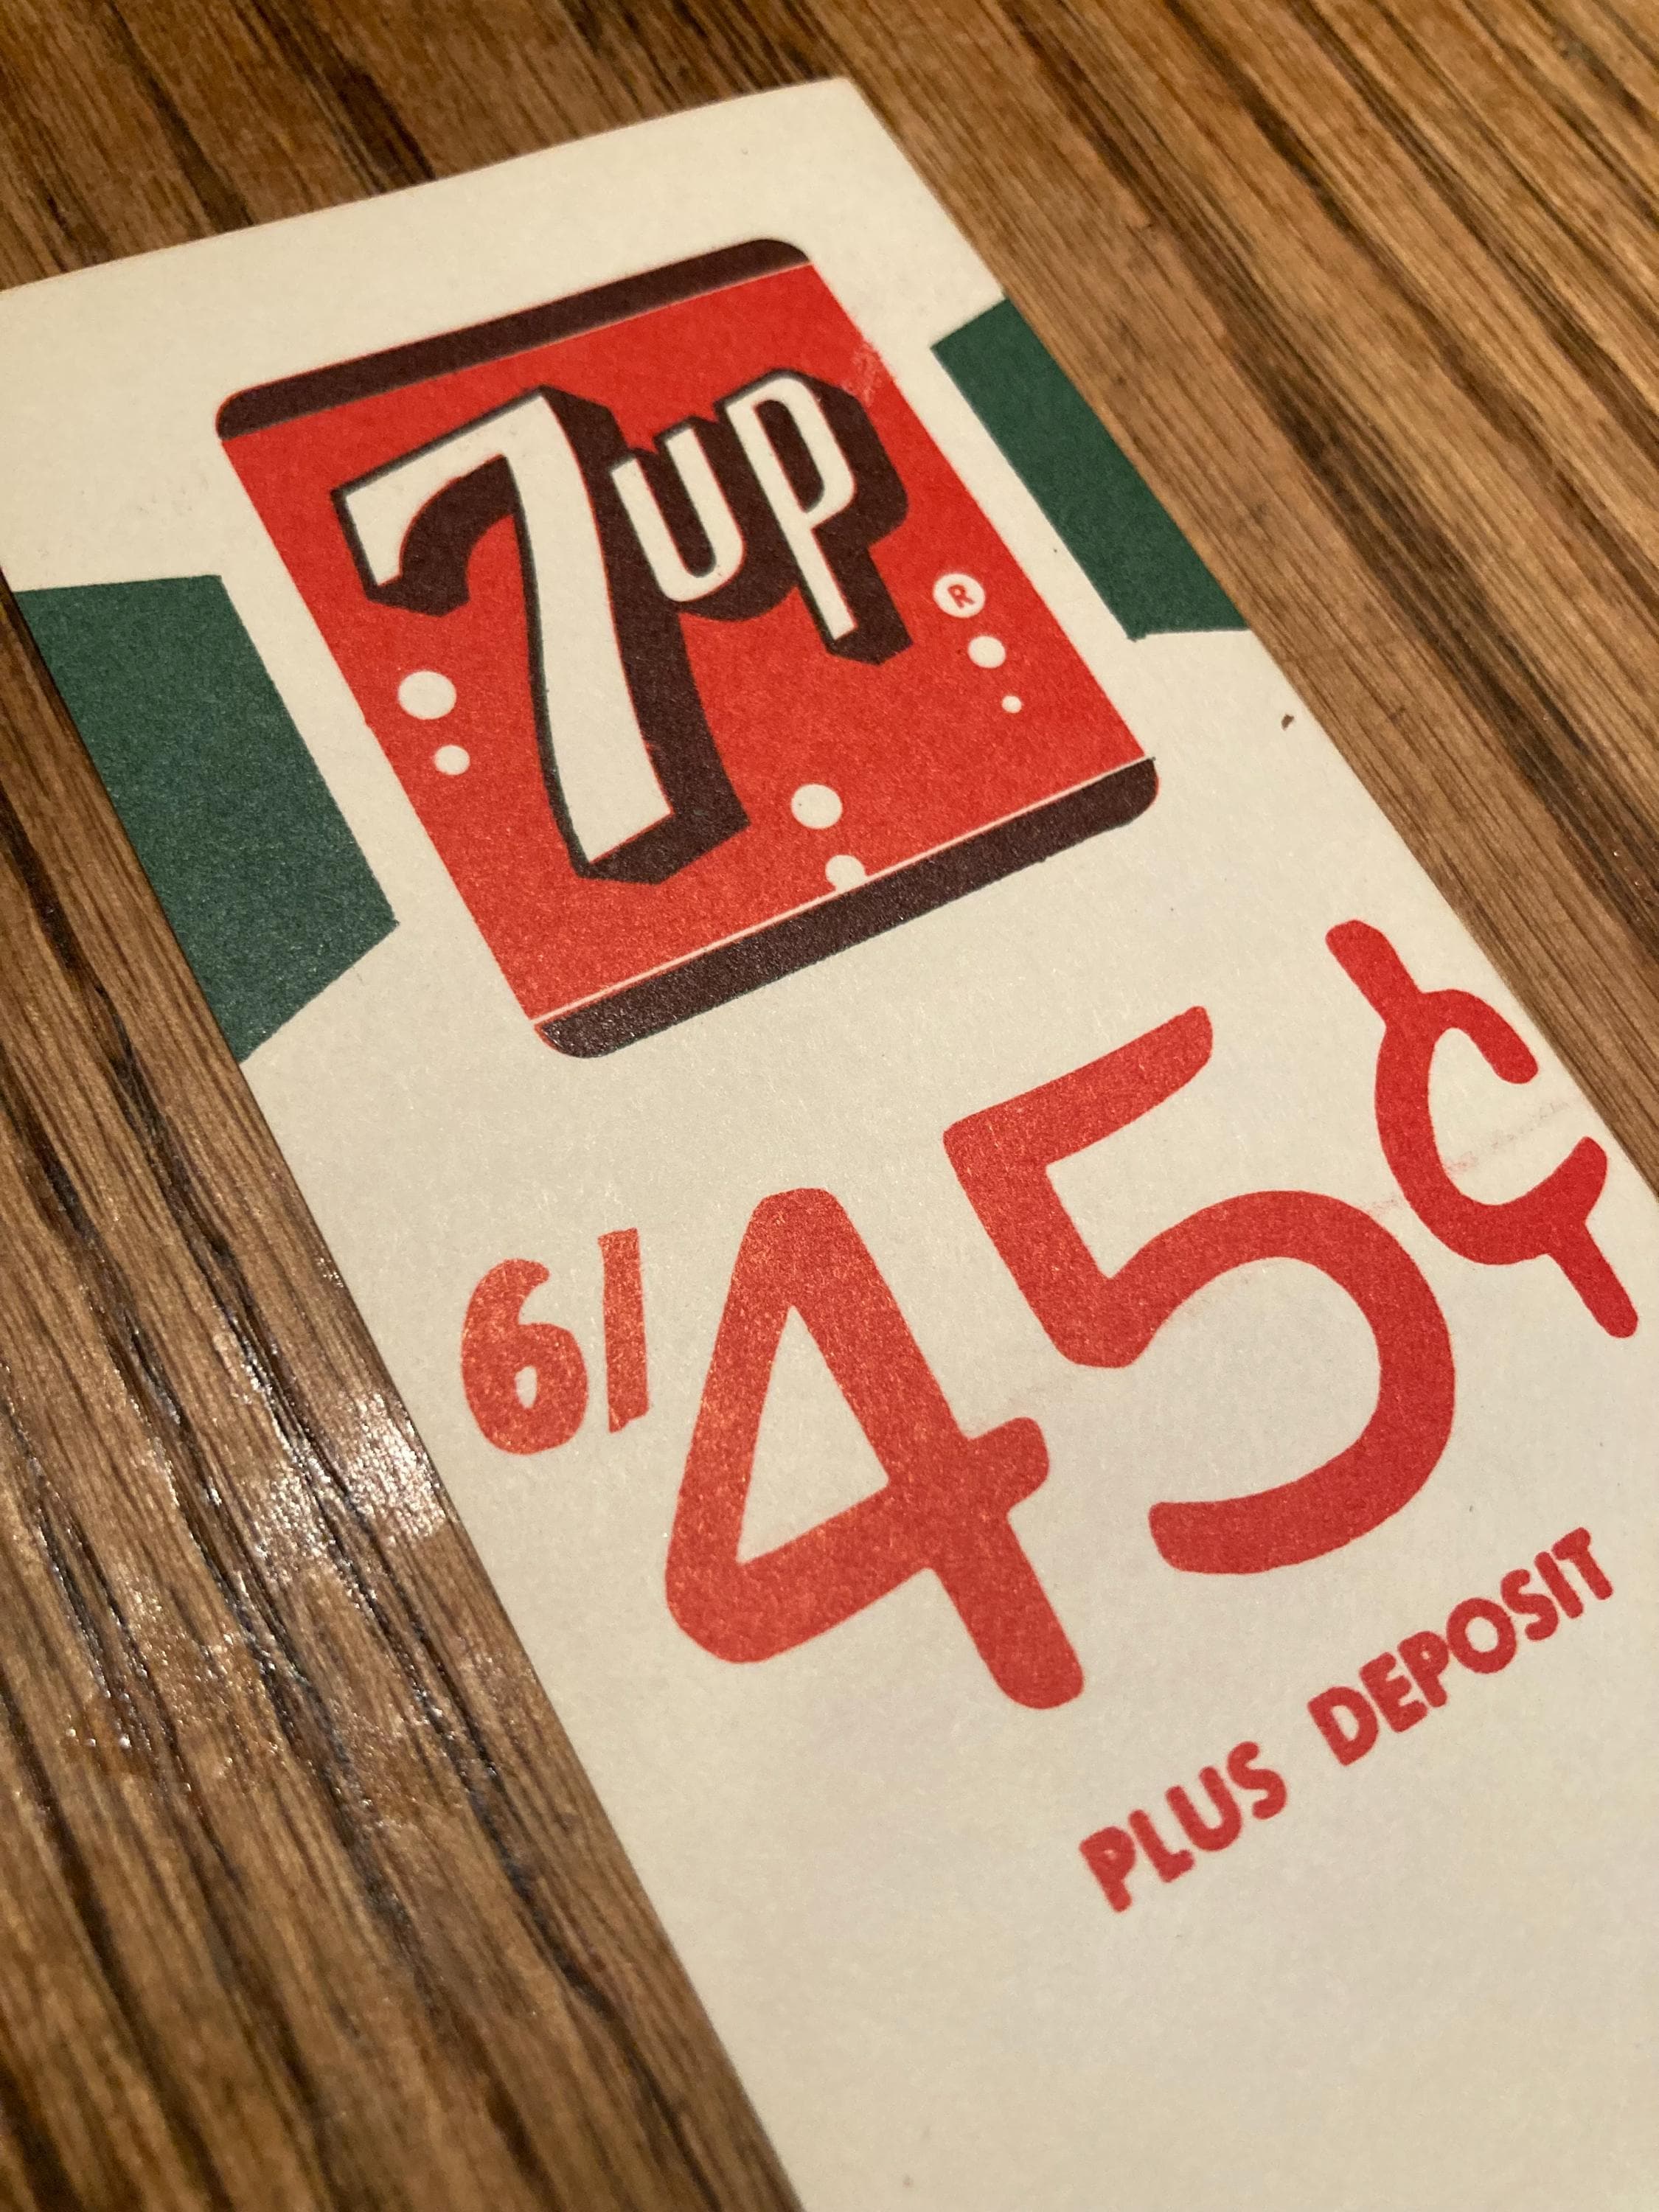 7up
®
6/45¢
PLUS DEPOSIT